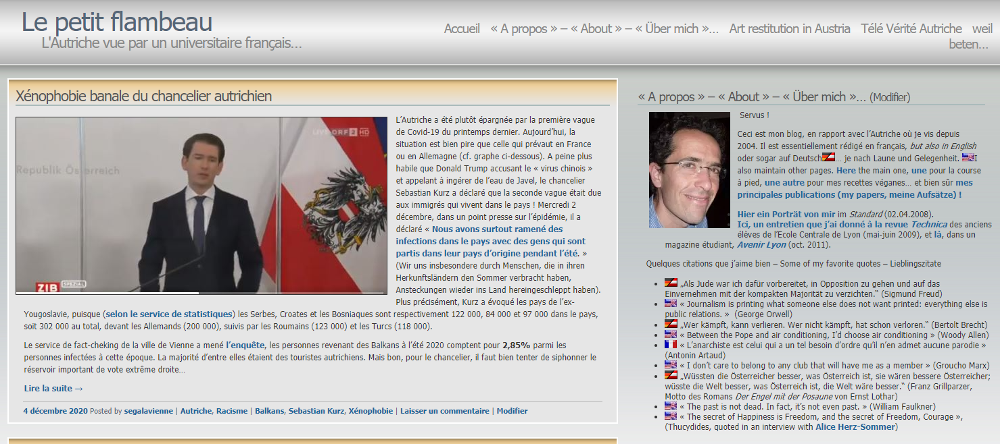 Le petit flambeau
L'Autriche vue par un universitaire français...
Accueil « A propos » – « About » – « Über mich »… Art restitution in Austria Télé Vérité Autriche weil
beten…
Xénophobie banale du chancelier autrichien
LIVE ORF 2 HD
Republik Österreich
ZIB SPEZIAL
L’Autriche a été plutôt épargnée par la première vague
de Covid-19 du printemps dernier. Aujourd’hui, la
situation est bien pire que celle qui prévaut en France
ou en Allemagne (cf. graphe ci-dessous). A peine plus
habile que Donald Trump accusant le « virus chinois »
et appelant à ingérer de l’eau de Javel, le chancelier
Sebastian Kurz a déclaré que la seconde vague était due
aux immigrés qui vivent dans le pays ! Mercredi 2
décembre, dans un point presse sur l’épidémie, il a
déclaré « Nous avons surtout ramené des
infections dans le pays avec des gens qui sont
partis dans leur pays d’origine pendant l’été. »
(Wir uns insbesondere durch Menschen, die in ihren
Herkunftsländern den Sommer verbracht haben,
Ansteckungen wieder ins Land hereingeschleppt haben).
Plus précisément, Kurz a évoqué les pays de l’ex-
Yougoslavie, puisque (selon le service de statistiques) les Serbes, Croates et les Bosniaques sont respectivement 122 000, 84 000 et 97 000 dans le pays,
soit 302 000 au total, devant les Allemands (200 000), suivis par les Roumains (123 000) et les Turcs (118 000).
Le service de fact-cheking de la ville de Vienne a mené l’enquête, les personnes revenant des Balkans à l’été 2020 comptent pour 2,85% parmi les
personnes infectées à cette époque. La majorité d’entre elles étaient des touristes autrichiens. Mais bon, pour le chancelier, il faut bien tenter de siphonner le
réservoir important de vote extrême droite…
Lire la suite →
4 décembre 2020 Posted by segalavienne | Autriche, Racisme | Balkans, Sebastian Kurz, Xénophobie | Laisser un commentaire | Modifier
« A propos » – « About » – « Über mich »… (Modifier)
Servus !
Ceci est mon blog, en rapport avec l’Autriche où je vis depuis
2004. Il est essentiellement rédigé en français, but also in English
oder sogar auf Deutsch… je nach Laune und Gelegenheit. I
also maintain other pages. Here the main one, une pour la course
à pied, une autre pour mes recettes véganes… et bien sûr mes
principales publications (my papers, meine Aufsätze) !
Hier ein Porträt von mir im Standard (02.04.2008).
Ici, un entretien que j’ai donné à la revue Technica des anciens
élèves de l’Ecole Centrale de Lyon (mai-juin 2009), et là, dans un
magazine étudiant, Avenir Lyon (oct. 2011).
Quelques citations que j’aime bien – Some of my favorite quotes – Lieblingszitate
• „Als Jude war ich dafür vorbereitet, in Opposition zu gehen und auf das
Einvernehmen mit der kompakten Majorität zu verzichten.“ (Sigmund Freud)
• « Journalism is printing what someone else does not want printed: everything else is
public relations. » (George Orwell)
• „Wer kämpft, kann verlieren. Wer nicht kämpft, hat schon verloren.“ (Bertolt Brecht)
• « Between the Pope and air conditioning, I’d choose air conditioning » (Woody Allen)
• « L’anarchiste est celui qui a un tel besoin d’ordre qu’il n’en admet aucune parodie »
(Antonin Artaud)
• « I don’t care to belong to any club that will have me as a member » (Groucho Marx)
• „Wüssten die Österreicher besser, was Österreich ist, sie wären bessere Österreicher;
wüsste die Welt besser, was Österreich ist, die Welt wäre besser.“ (Franz Grillparzer,
Motto des Romans Der Engel mit der Posaune von Ernst Lothar)
• « The past is not dead. In fact, it’s not even past. » (William Faulkner)
• « The secret of Happiness is Freedom, and the secret of Freedom, Courage »,
(Thucydides, quoted in an interview with Alice Herz-Sommer)